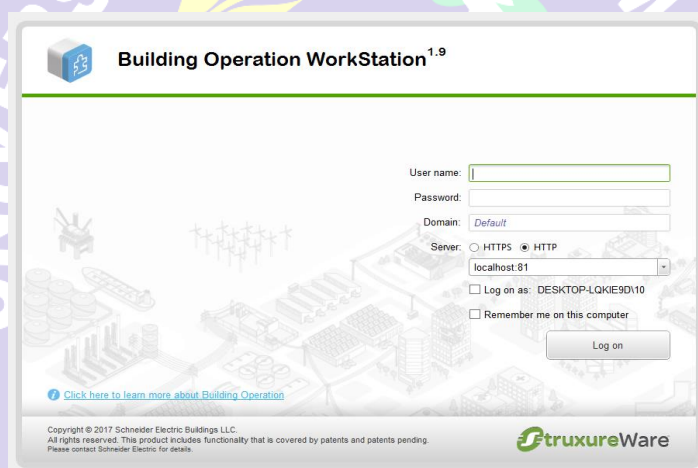 Building Operation WorkStation1.9
User name:
Password:
Domain: Default
Server: HTTPS HTTP
localhost:81
Log on as: DESKTOP-LQKIE9D\10
Remember me on this computer
Log on
Click here to learn more about Building Operation
Copyright © 2017 Schneider Electric Buildings LLC.
All rights reserved. This product includes functionality that is covered by patents and patents pending.
Please contact Schneider Electric for details.
StruxureWare